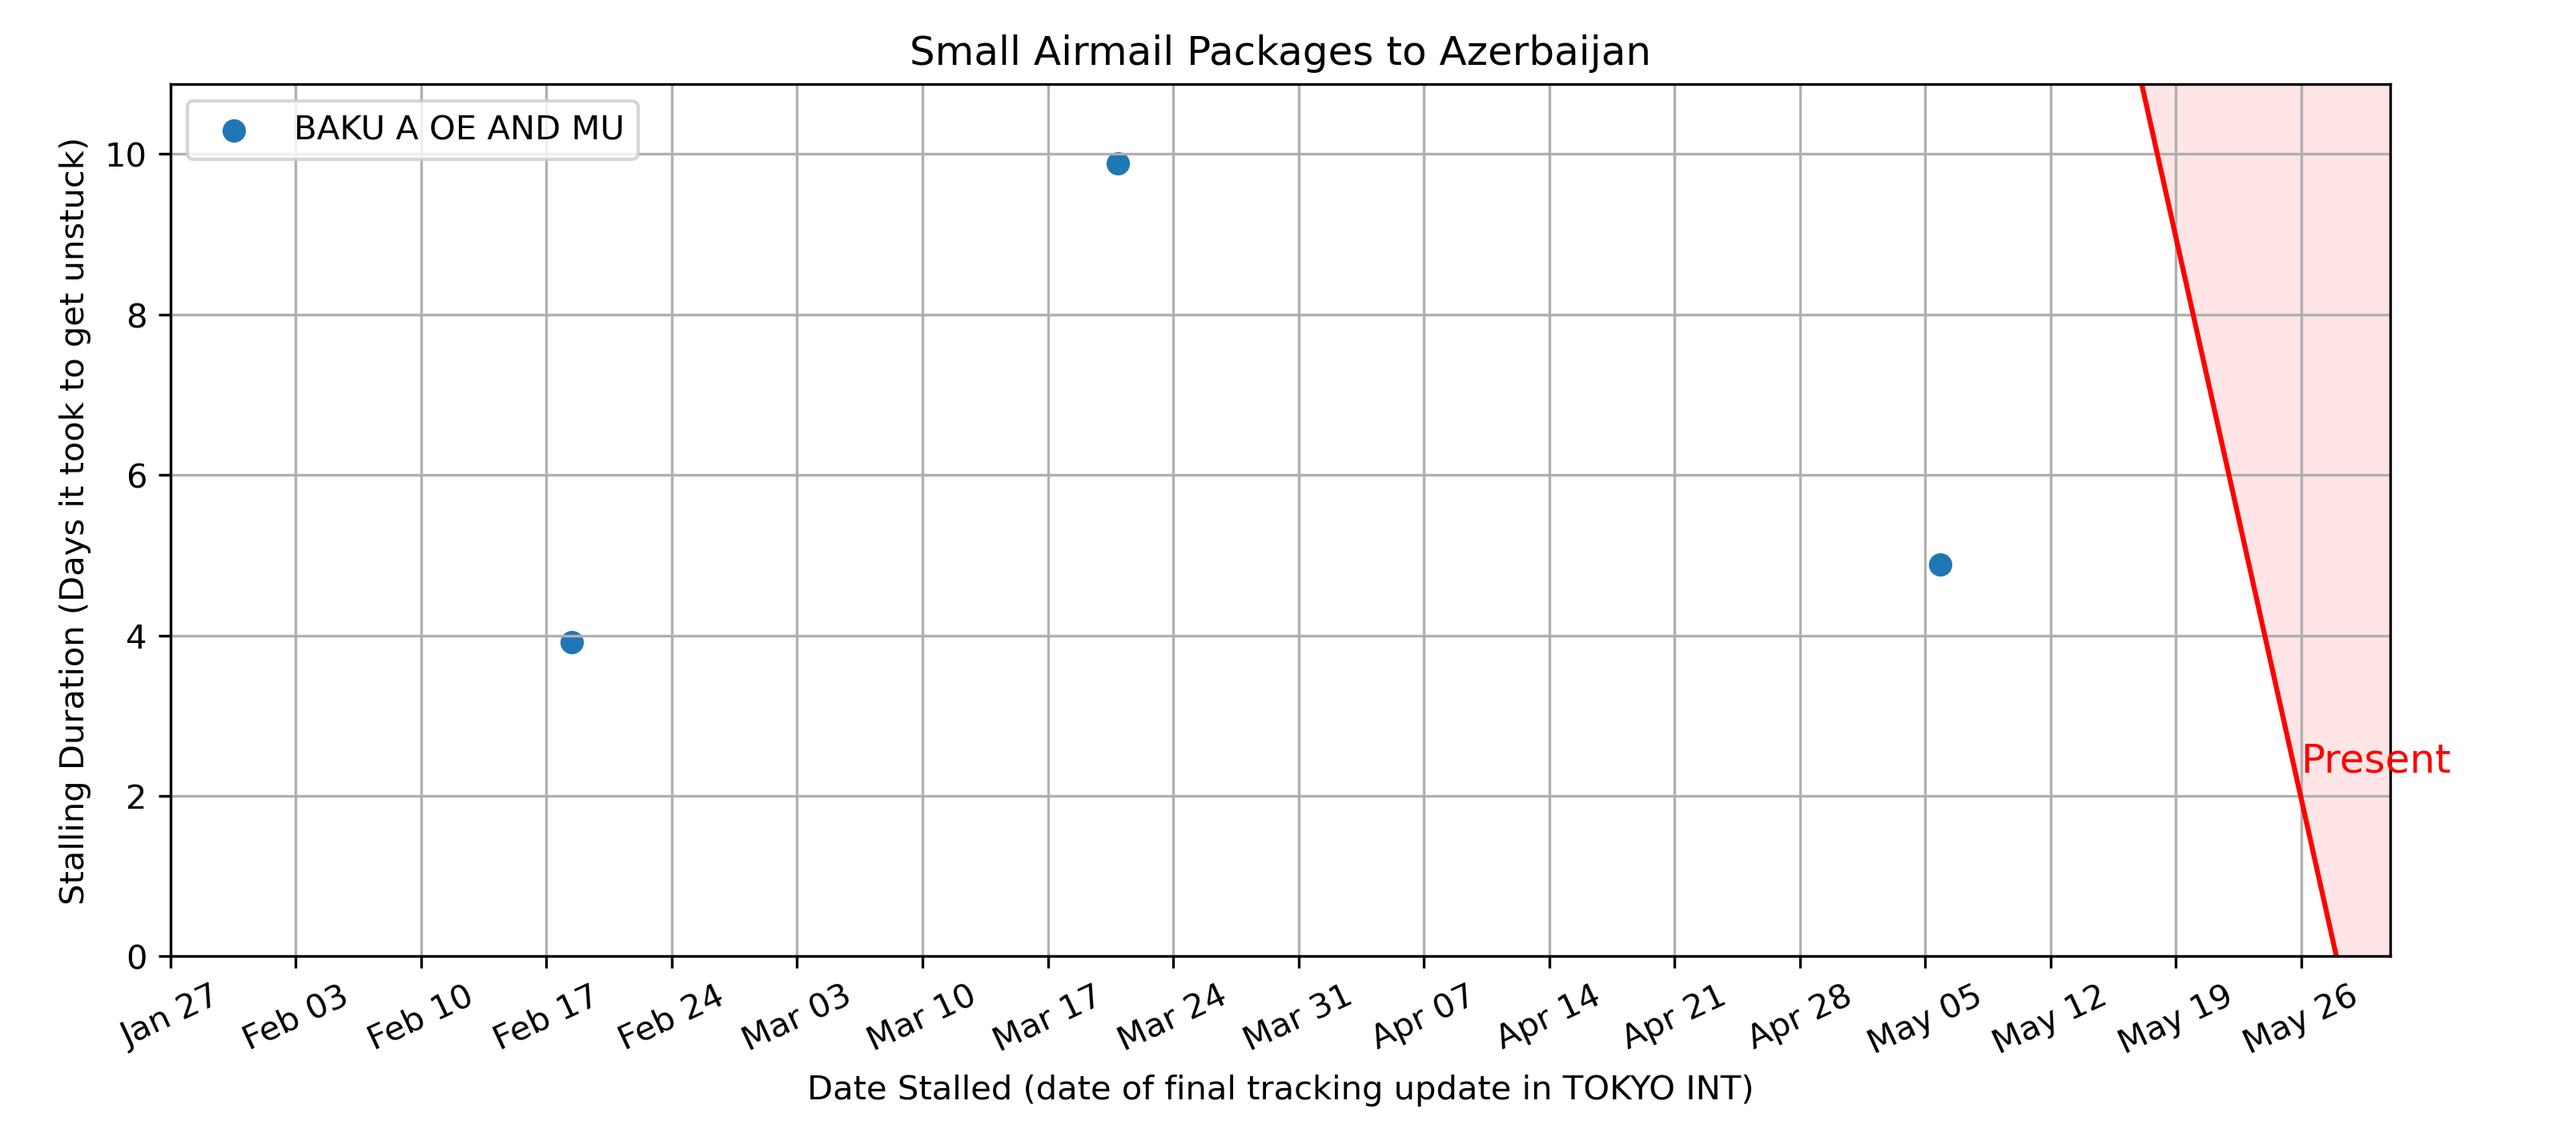 Small Airmail Packages to Azerbaijan
BAKU A OE AND MU
Stalling Duration (Days it took to get unstuck)
10
8
6
4
2
0
Present
Jan 27 Feb 03 Feb 10 Feb 17 Feb 24 Mar 03 Mar 10 Mar 17 Mar 24 Mar 31 Apr 07 Apr 14 Apr 21 Apr 28 May 05 May 12 May 19 May 26
Date Stalled (date of final tracking update in TOKYO INT)